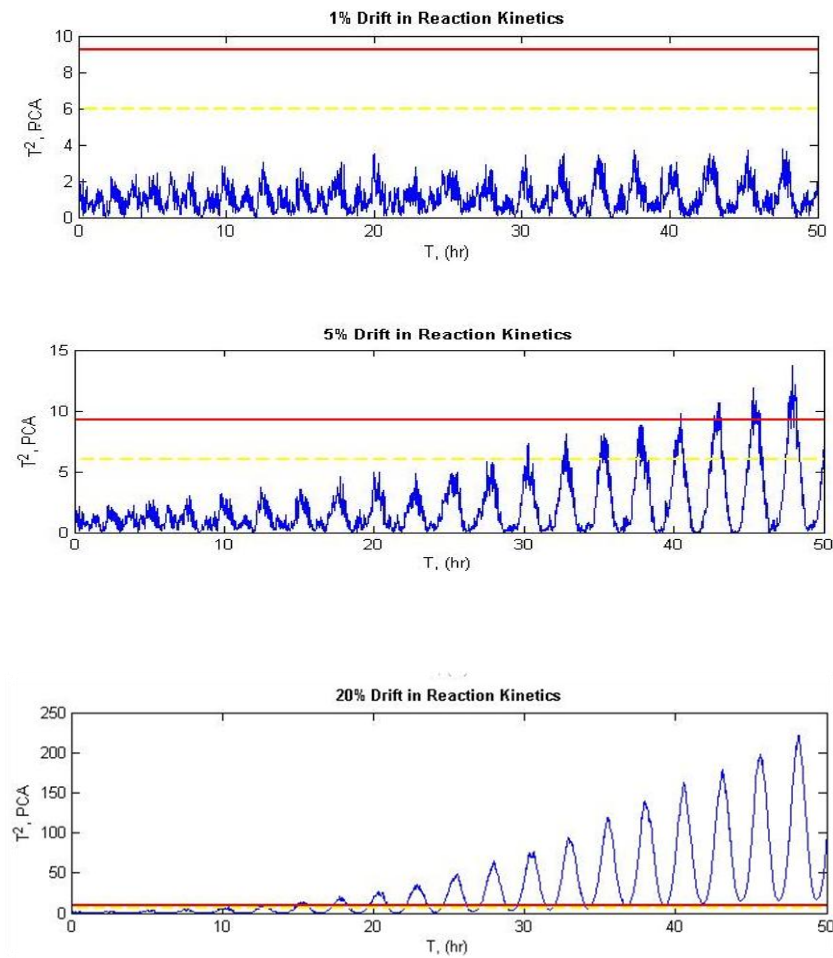 1% Drift in Reaction Kinetics
10
8
6
4
2
0
T², PCA
0 10 20 30 40 50
T, (hr)
5% Drift in Reaction Kinetics
15
10
5
0
T², PCA
0 10 20 30 40 50
T, (hr)
20% Drift in Reaction Kinetics
250
200
150
100
50
0
T², PCA
0 10 20 30 40 50
T, (hr)